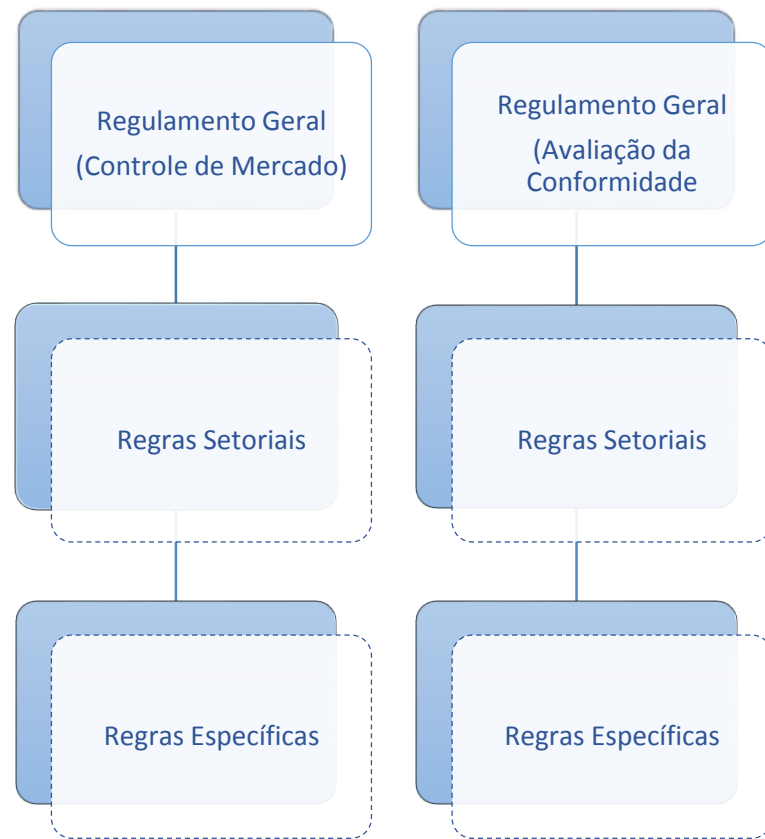 Regulamento Geral
(Controle de Mercado)
Regulamento Geral
(Avaliação da
Conformidade
Regras Setoriais
Regras Setoriais
Regras Específicas
Regras Específicas